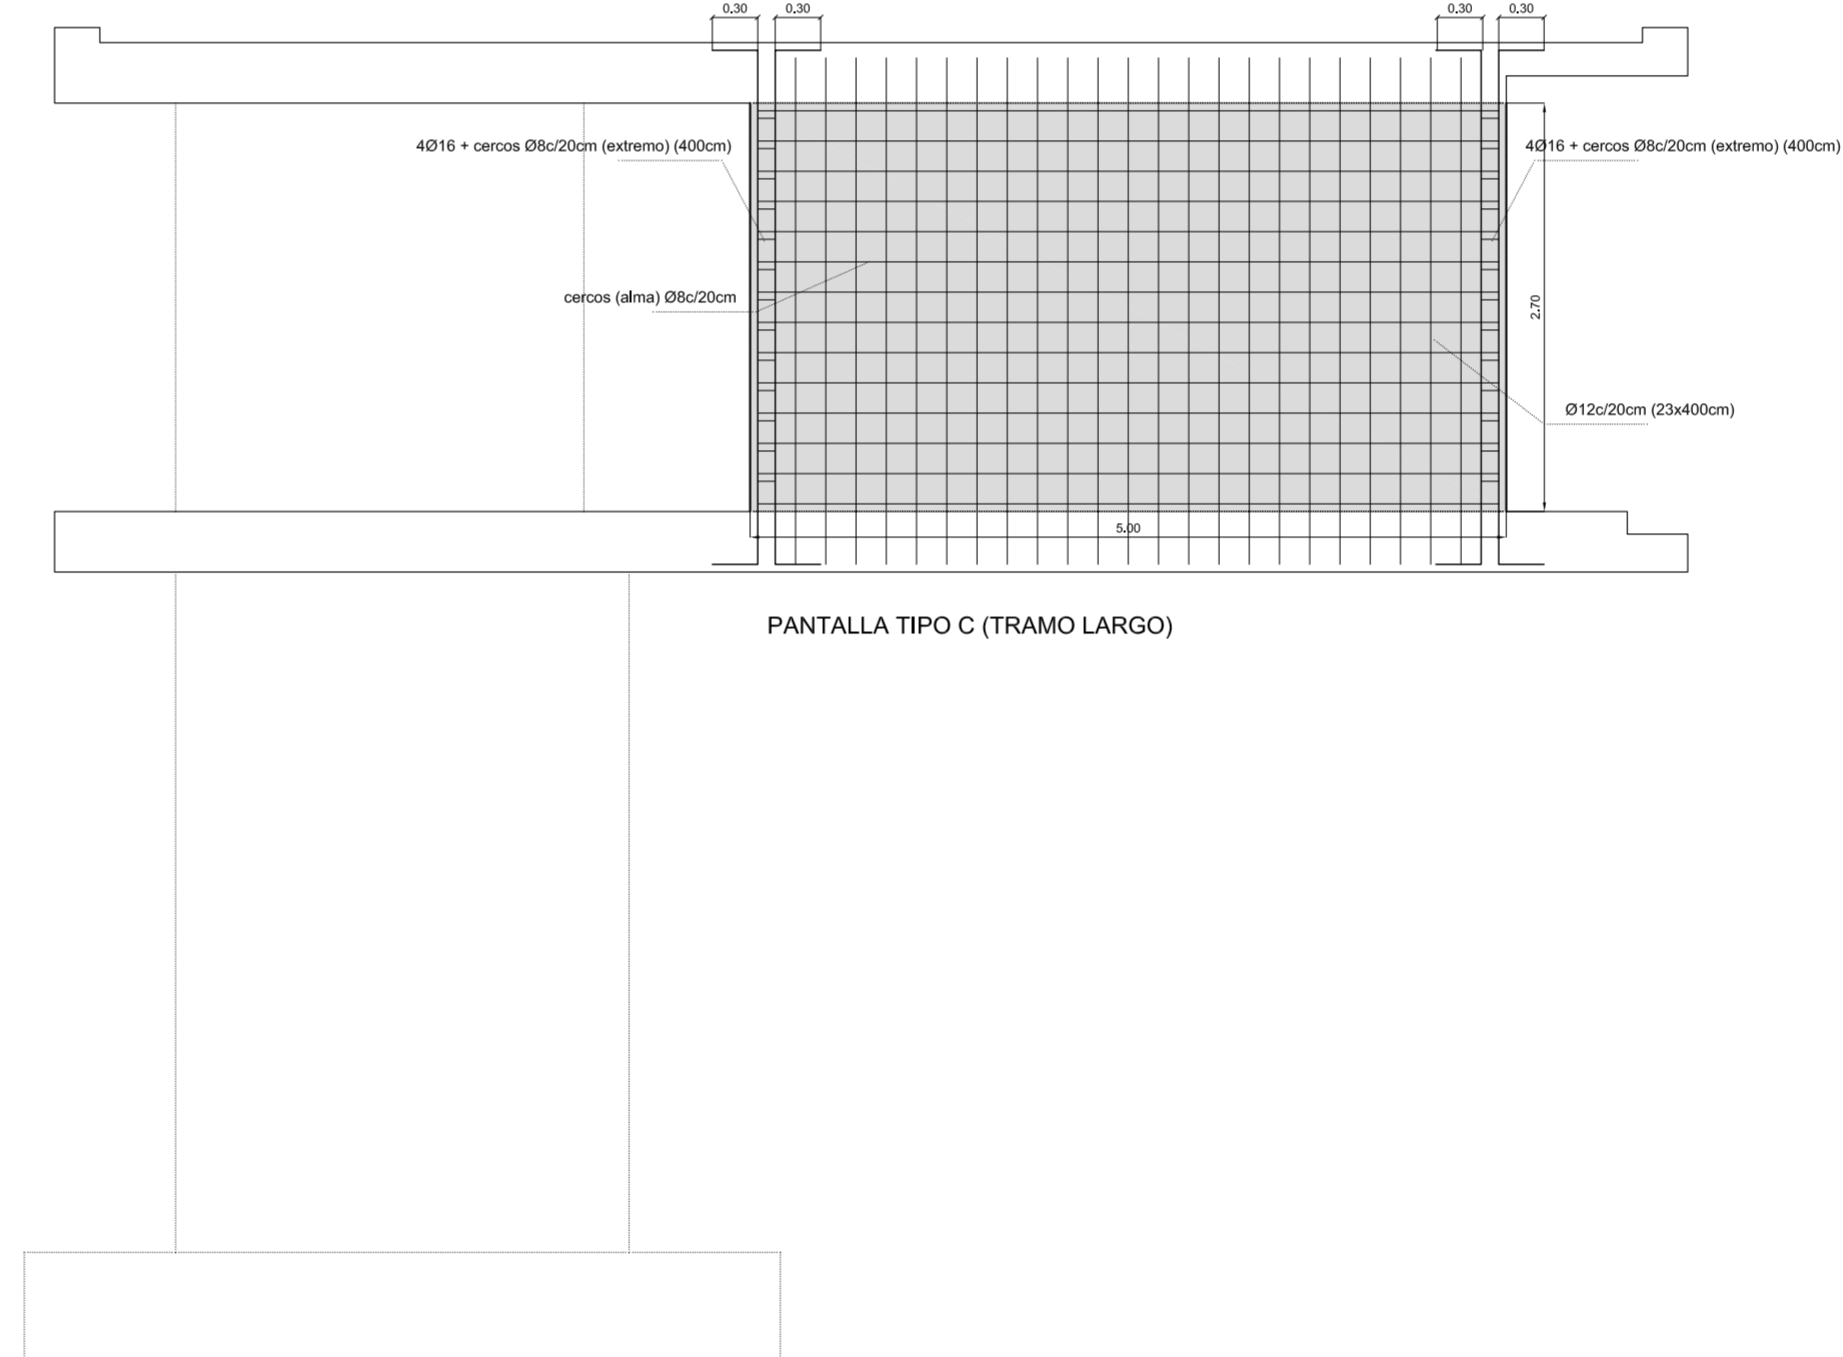 0.30
0.30
0.30
0.30
4Ø16 + cercos Ø8c/20cm (extremo) (400cm)
4Ø16 + cercos Ø8c/20cm (extremo) (400cm)
cercos (alma) Ø8c/20cm
2.70
Ø12c/20cm (23x400cm)
5.00
PANTALLA TIPO C (TRAMO LARGO)